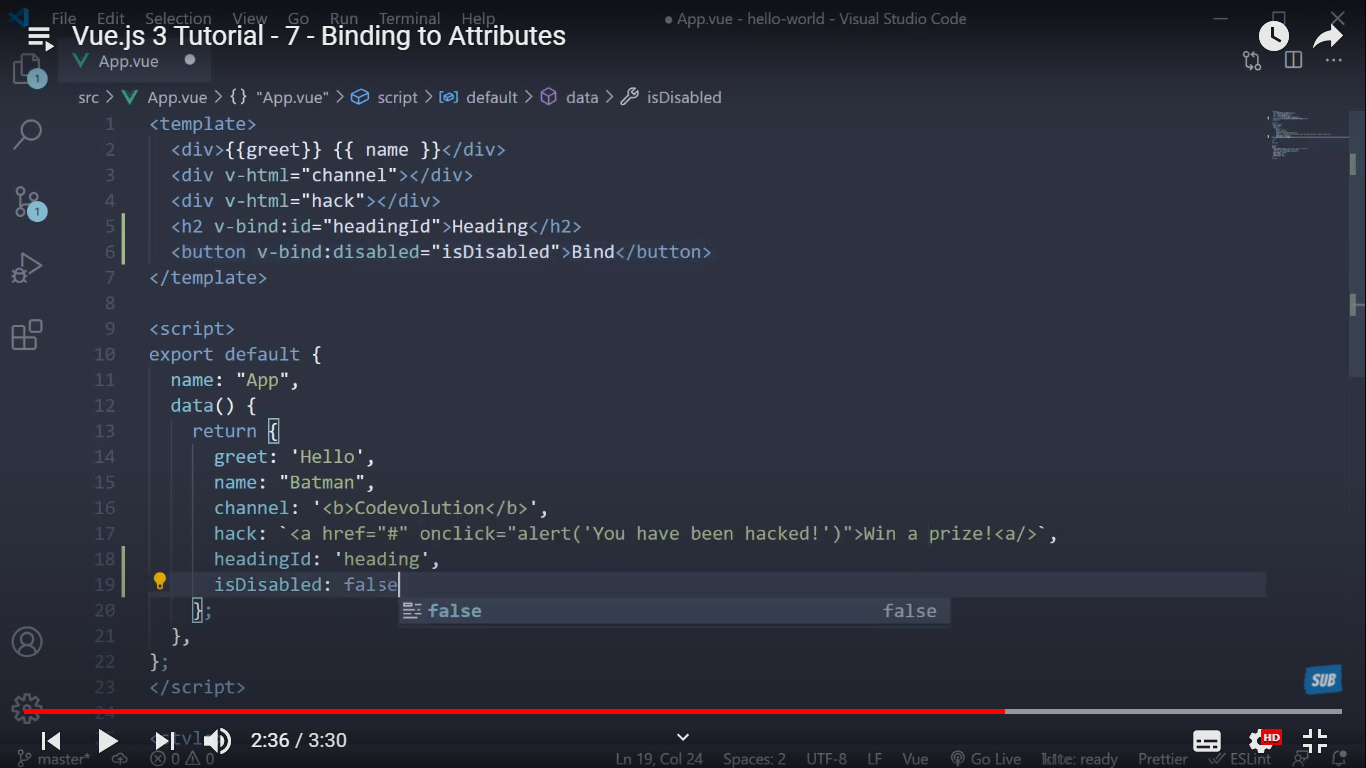 File Edit Selection View Go Run Terminal Help
● App.vue - hello-world - Visual Studio Code
Vue.js 3 Tutorial - 7 - Binding to Attributes
App.vue
1
src > App.vue > {} "App.vue" > script > default > data > isDisabled
1 <template>
2 <div>{{greet}} {{ name }}</div>
3 <div v-html="channel"></div>
4 <div v-html="hack"></div>
5 <h2 v-bind:id="headingId">Heading</h2>
6 <button v-bind:disabled="isDisabled">Bind</button>
7 </template>
8
9 <script>
10 export default {
11 name: "App",
12 data() {
13 return {
14 greet: 'Hello',
15 name: "Batman",
16 channel: '<b>Codevolution</b>',
17 hack: `<a href="#" onclick="alert('You have been hacked!')">Win a prize!<a/>`,
18 headingId: 'heading',
19 isDisabled: false
20 };
false false
21 },
22 };
23 </script>
24
1
SUB
2:36 / 3:30
HD
master* 0 0
Ln 19, Col 24 Spaces: 2 UTF-8 LF Vue Go Live kite: ready Prettier ESLint